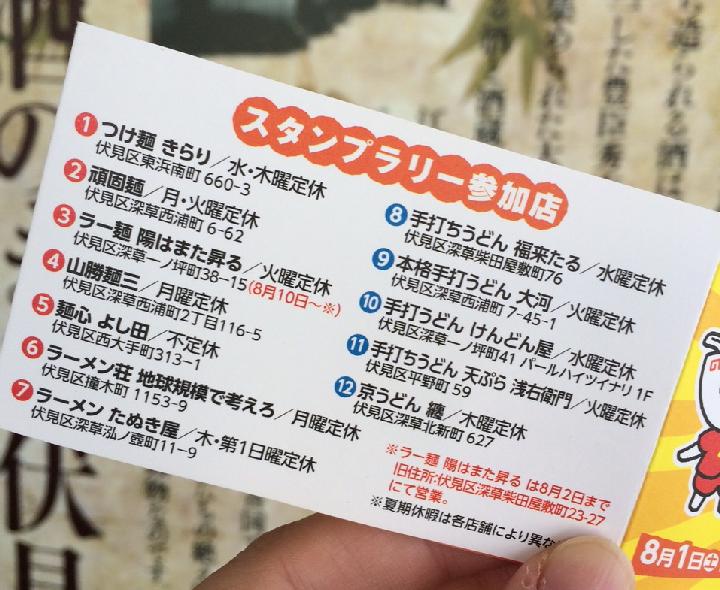 スタンプラリー参加店
1 つけ麺 きらり／水・木曜定休
伏見区東浜南町 660-3
2 頑固麺／月・火曜定休
伏見区深草西浦町 6-62
3 ラー麺 陽はまた昇る／火曜定休
伏見区深草一ノ坪町38-15(8月10日～※)
4 山勝麺三／月曜定休
伏見区深草西浦町2丁目116-5
5 麺心 よし田／不定休
伏見区西大手町313-1
6 ラーメン荘 地球規模で考えろ／月曜定休
伏見区撞木町 1153-9
7 ラーメン たぬき屋／木・第1日曜定休
伏見区深草泓ノ壺町11-9
8 手打ちうどん 福来たる／水曜定休
伏見区深草柴田屋敷町76
9 本格手打うどん 大河／火曜定休
伏見区深草西浦町 7-45-1
10 手打うどん けんどん屋／水曜定休
伏見区深草一ノ坪町41 パールハイツイナリ 1F
11 手打ちうどん 天ぷら 浅右衛門／火曜定休
伏見区平野町 59
12 京うどん 纏／木曜定休
伏見区深草北新町 627
※ラー麺 陽はまた昇る は8月2日まで
旧住所:伏見区深草柴田屋敷町23-27
にて営業。
※夏期休暇は各店舗により異な
8月1日土